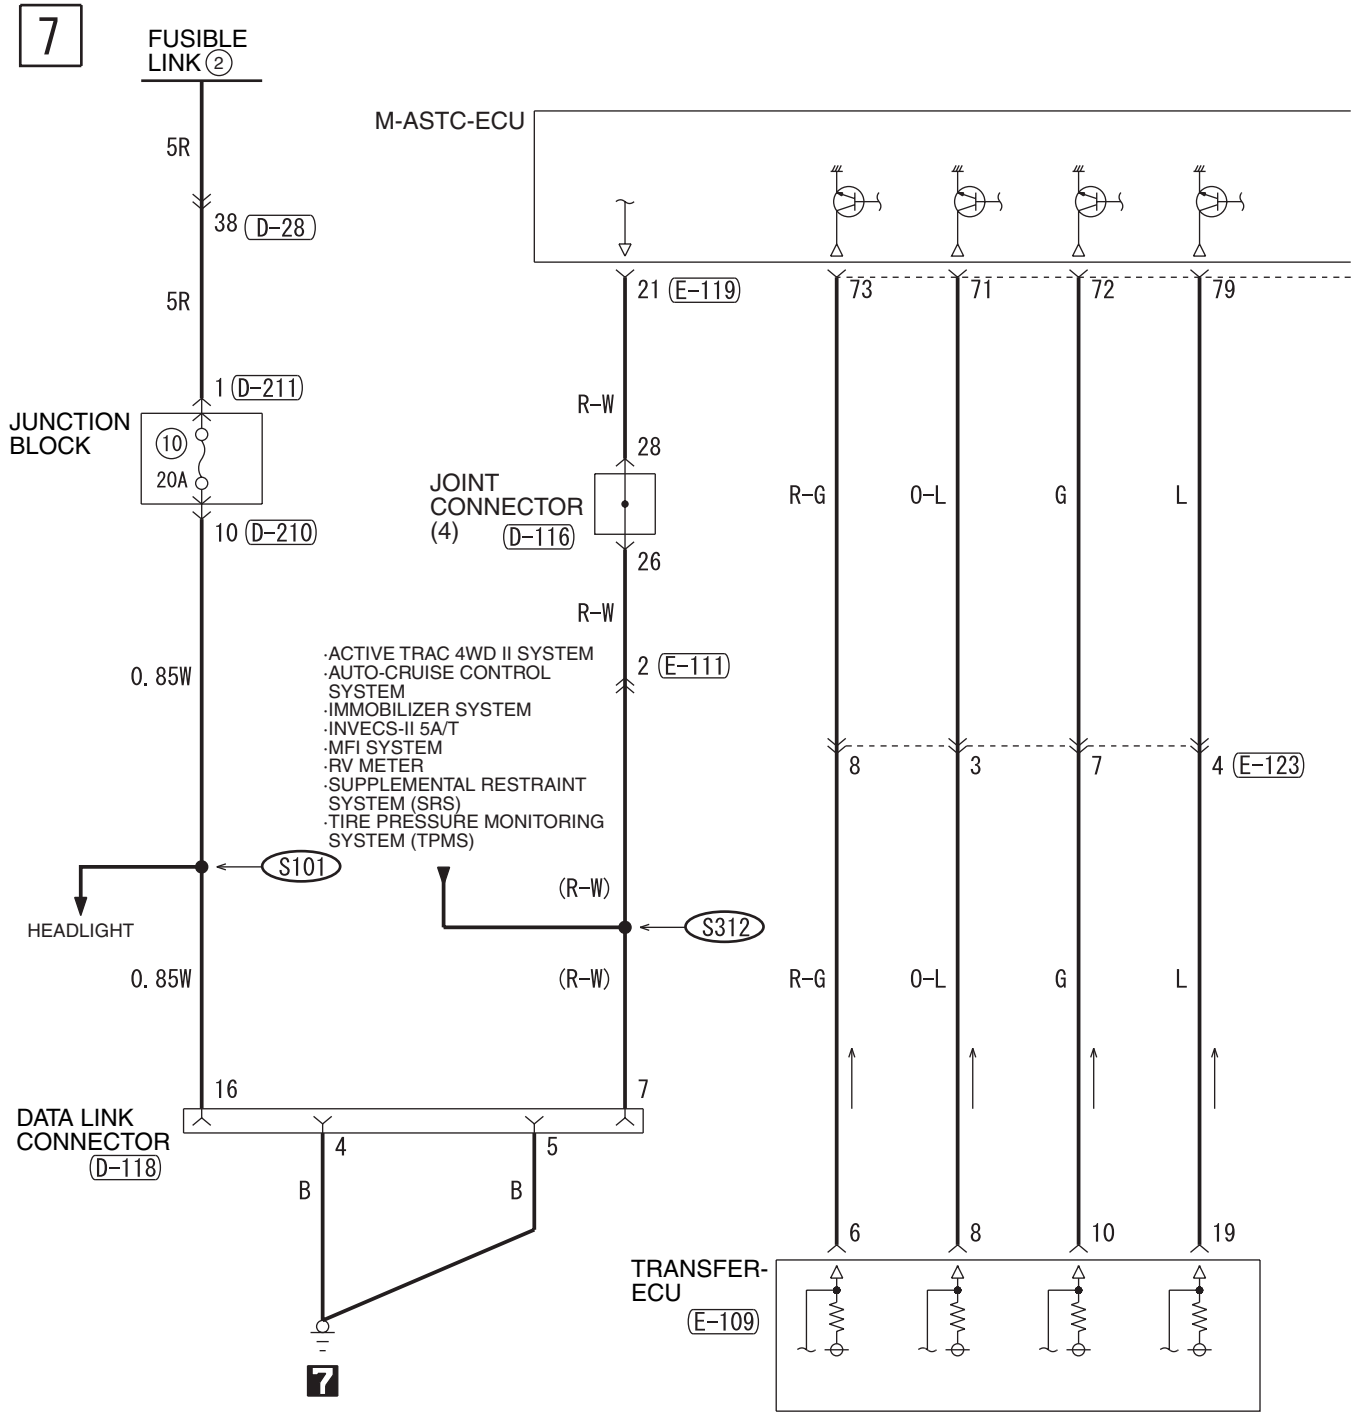 7
FUSIBLE
LINK 2
M-ASTC-ECU
5R
38 D-28
5R
21 E-119
73
71
72
79
1 D-211
JUNCTION
BLOCK
10
20A
R-W
28
JOINT
CONNECTOR
(4)
D-116
R-G
O-L
G
L
10 D-210
26
R-W
0.85W
·ACTIVE TRAC 4WD II SYSTEM
·AUTO-CRUISE CONTROL
SYSTEM
·IMMOBILIZER SYSTEM
·INVECS-II 5A/T
·MFI SYSTEM
·RV METER
·SUPPLEMENTAL RESTRAINT
SYSTEM (SRS)
·TIRE PRESSURE MONITORING
SYSTEM (TPMS)
2 E-111
8
3
7
4 E-123
S101
(R-W)
HEADLIGHT
S312
0.85W
(R-W)
R-G
O-L
G
L
16
7
DATA LINK
CONNECTOR
D-118
4
5
B
B
6
8
10
19
TRANSFER-
ECU
E-109
7